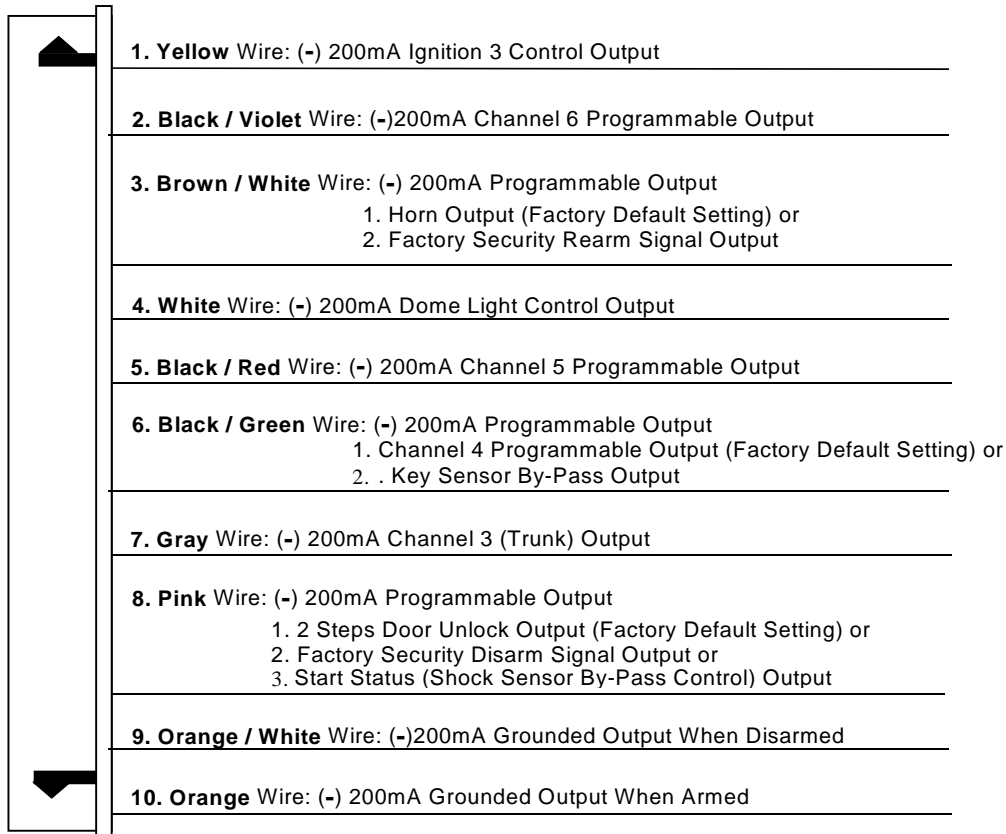 1. Yellow Wire: (-) 200mA Ignition 3 Control Output
2. Black / Violet Wire: (-)200mA Channel 6 Programmable Output
3. Brown / White Wire: (-) 200mA Programmable Output
1. Horn Output (Factory Default Setting) or
2. Factory Security Rearm Signal Output
4. White Wire: (-) 200mA Dome Light Control Output
5. Black / Red Wire: (-) 200mA Channel 5 Programmable Output
6. Black / Green Wire: (-) 200mA Programmable Output
1. Channel 4 Programmable Output (Factory Default Setting) or
2. . Key Sensor By-Pass Output
7. Gray Wire: (-) 200mA Channel 3 (Trunk) Output
8. Pink Wire: (-) 200mA Programmable Output
1. 2 Steps Door Unlock Output (Factory Default Setting) or
2. Factory Security Disarm Signal Output or
3. Start Status (Shock Sensor By-Pass Control) Output
9. Orange / White Wire: (-)200mA Grounded Output When Disarmed
10. Orange Wire: (-) 200mA Grounded Output When Armed